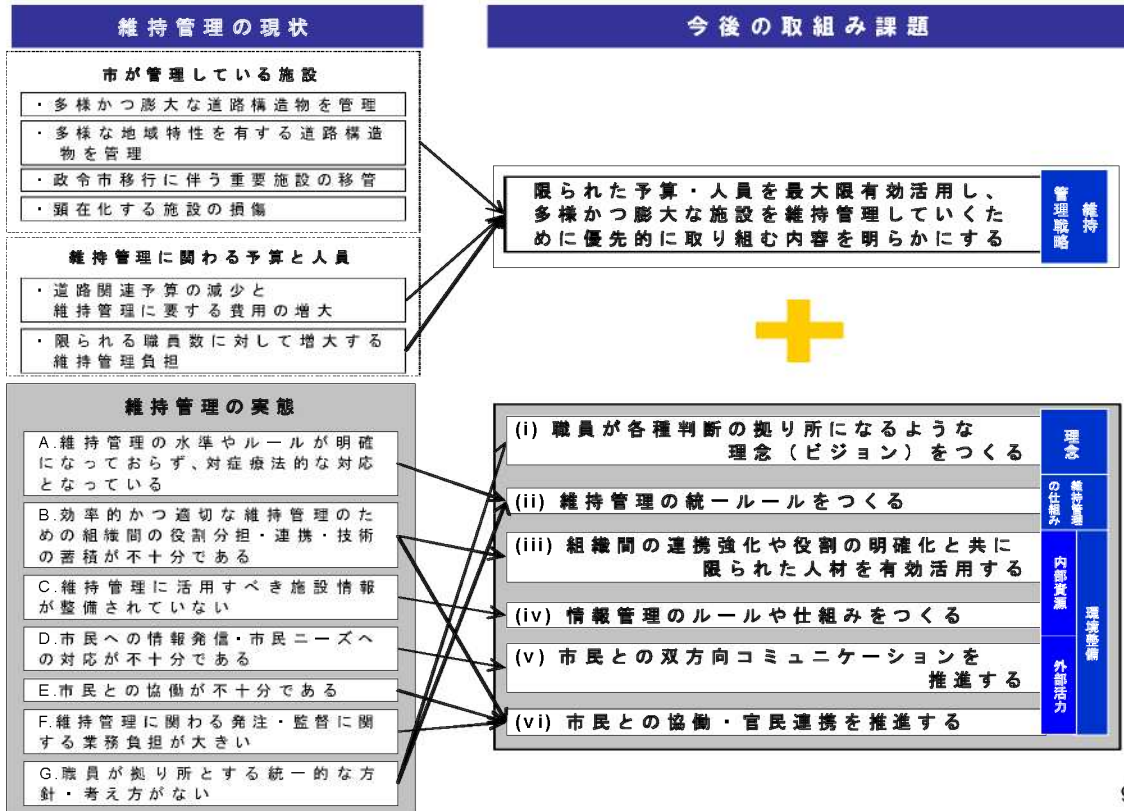 維持管理の現状
市が管理している施設
・多様かつ膨大な道路構造物を管理
・多様な地域特性を有する道路構造
物を管理
・政令市移行に伴う重要施設の移管
・顕在化する施設の損傷
維持管理に関わる予算と人員
・道路関連予算の減少と
維持管理に要する費用の増大
・限られる職員数に対して増大する
維持管理負担
維持管理の実態
A.維持管理の水準やルールが明確
になっておらず、対症療法的な対応
となっている
B.効率的かつ適切な維持管理のた
めの組織間の役割分担・連携・技術
の蓄積が不十分である
C.維持管理に活用すべき施設情報
が整備されていない
D.市民への情報発信・市民ニーズへ
の対応が不十分である
E.市民との協働が不十分である
F.維持管理に関わる発注・監督に関
する業務負担が大きい
G.職員が拠り所とする統一的な方
針・考え方がない
今後の取組み課題
限られた予算・人員を最大限有効活用し、
多様かつ膨大な施設を維持管理していくた
めに優先的に取り組む内容を明らかにする
維持
管理戦略
(i) 職員が各種判断の拠り所になるような
理念（ビジョン）をつくる
理念
(ii) 維持管理の統一ルールをつくる
維持管理
の仕組み
(iii) 組織間の連携強化や役割の明確化と共に
限られた人材を有効活用する
(iv) 情報管理のルールや仕組みをつくる
内部資源
(v) 市民との双方向コミュニケーションを
推進する
(vi) 市民との協働・官民連携を推進する
外部活力
環境整備